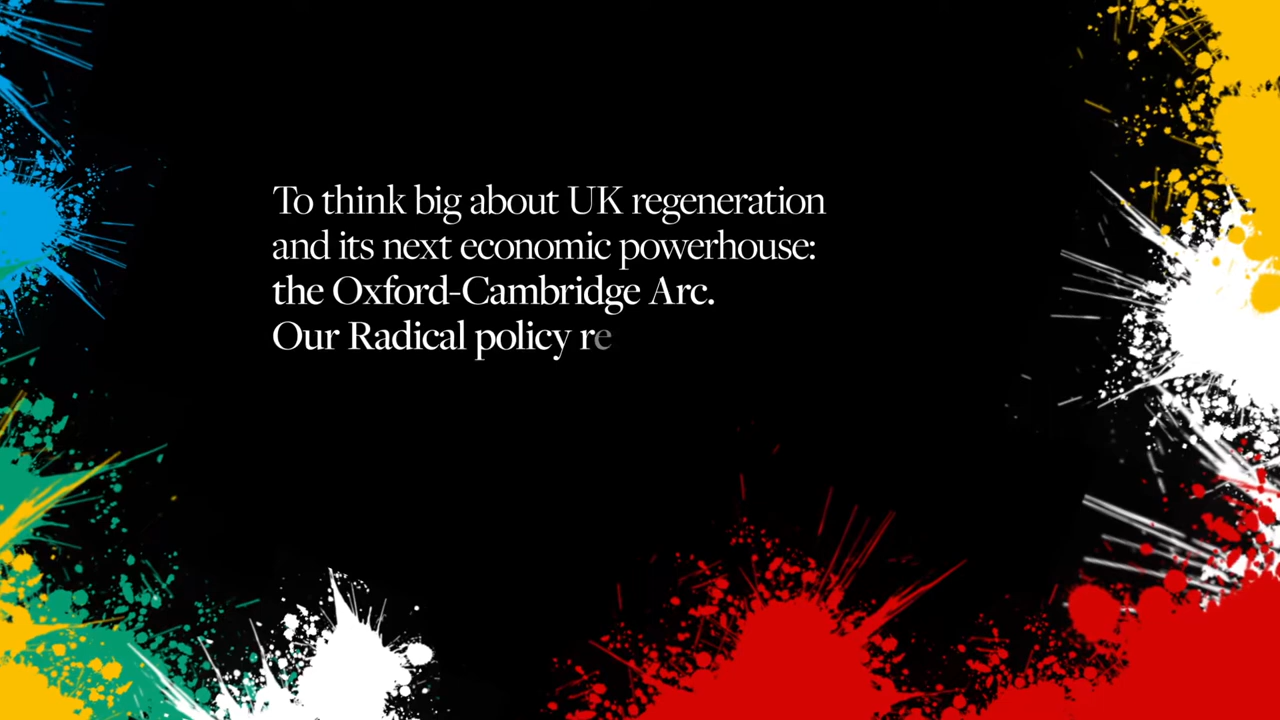 To think big about UK regeneration
and its next economic powerhouse:
the Oxford-Cambridge Arc.
Our Radical policy re